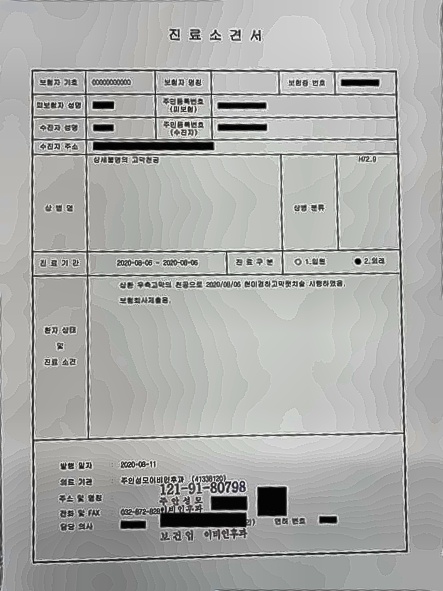 진 료 소 견 서
보험자 기호 0000000000 보험자 명칭 보험증 번호
피보험자 성명 주민등록번호 (피보험)
수진자 성명 주민등록번호 (수진자)
수진자 주소
상 병 명 상세불명의 고막천공 상병 분류 H72.9
진 료 기 간 2020-08-06 ~ 2020-08-06 진 료 구 분 ○ 1.입원 ● 2.외래
환자 상태
및
진료 소견
상환 우측고막의 천공으로 2020/08/06 현미경하고막첩치술 시행하였음.
보험회사제출용.
발행 일자 : 2020-08-11
의료 기관 : 주안성모이비인후과 (41338120)
121-91-80798
주소 및 명칭
주 안 성 모
전화 및 FAX : 032-872-828
이비인후과
담당 의사 면허 번호
보건업 이비인후과